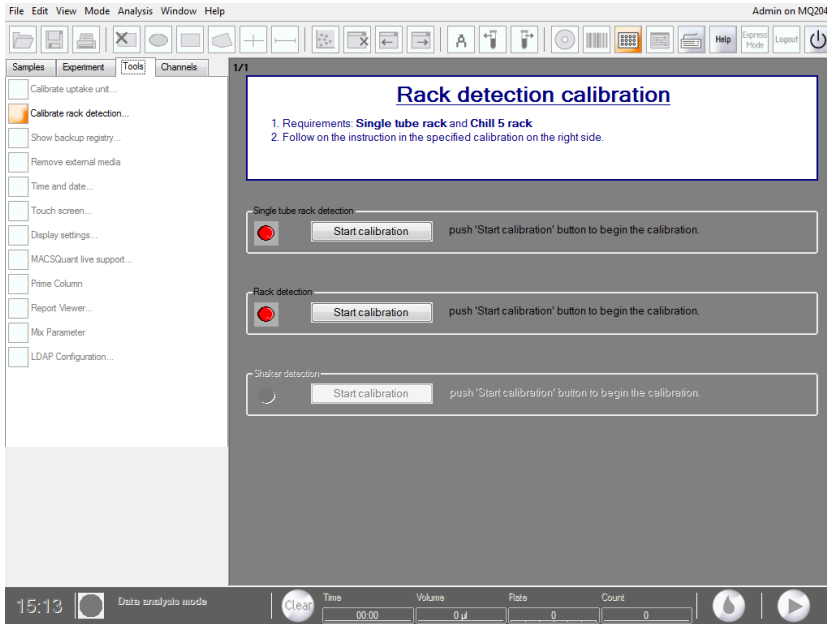 File Edit View Mode Analysis Window Help
Admin on MQ204
Help
Express Mode
Logout
Samples Experiment Tools Channels
1/1
Calibrate uptake unit...
Calibrate rack detection...
Show backup registry...
Remove external media
Time and date...
Touch screen...
Display settings...
MACSQuant live support...
Prime Column
Report Viewer...
Mix Parameter
LDAP Configuration...
Rack detection calibration
1. Requirements: Single tube rack and Chill 5 rack
2. Follow on the instruction in the specified calibration on the right side.
Single tube rack detection
Start calibration push 'Start calibration' button to begin the calibration.
Rack detection
Start calibration push 'Start calibration' button to begin the calibration.
Shaker detection
Start calibration push 'Start calibration' button to begin the calibration.
15:13 Data analysis mode
Clear
Time Volume Rate Count
00:00 0 µl 0 0